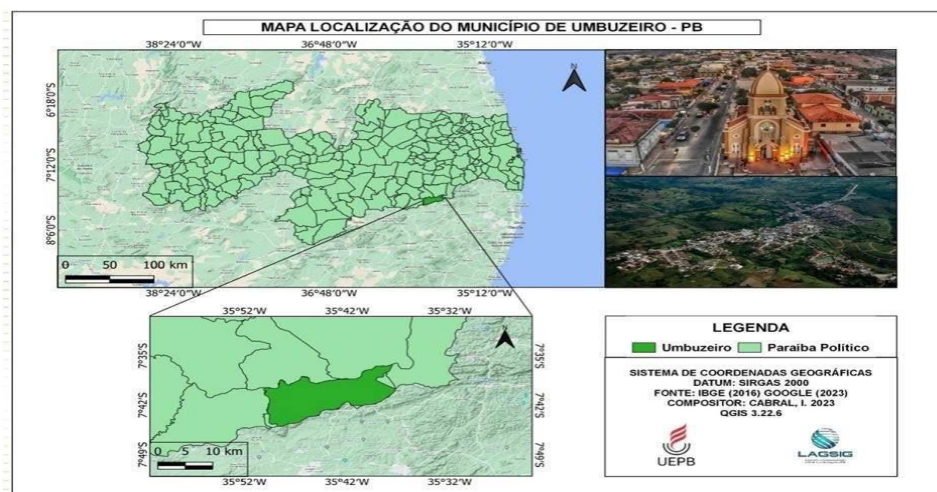 MAPA LOCALIZAÇÃO DO MUNICÍPIO DE UMBUZEIRO - PB
38°24'0"W 36°48'0"W 35°12'0"W
N
6°18'0"S
7°12'0"S
8°6'0"S
0 50 100 km
38°24'0"W 36°48'0"W 35°12'0"W
35°52'W 35°42'W 35°32'W
N
7°35'S 7°35'S
7°42'S 7°42'S
7°49'S 7°49'S
0 5 10 km
35°52'W 35°42'W 35°32'W
LEGENDA
Umbuzeiro Paraíba Político
SISTEMA DE COORDENADAS GEOGRÁFICAS
DATUM: SIRGAS 2000
FONTE: IBGE (2016) GOOGLE (2023)
COMPOSITOR: CABRAL, I. 2023
QGIS 3.22.6
UEPB
LAGSIG